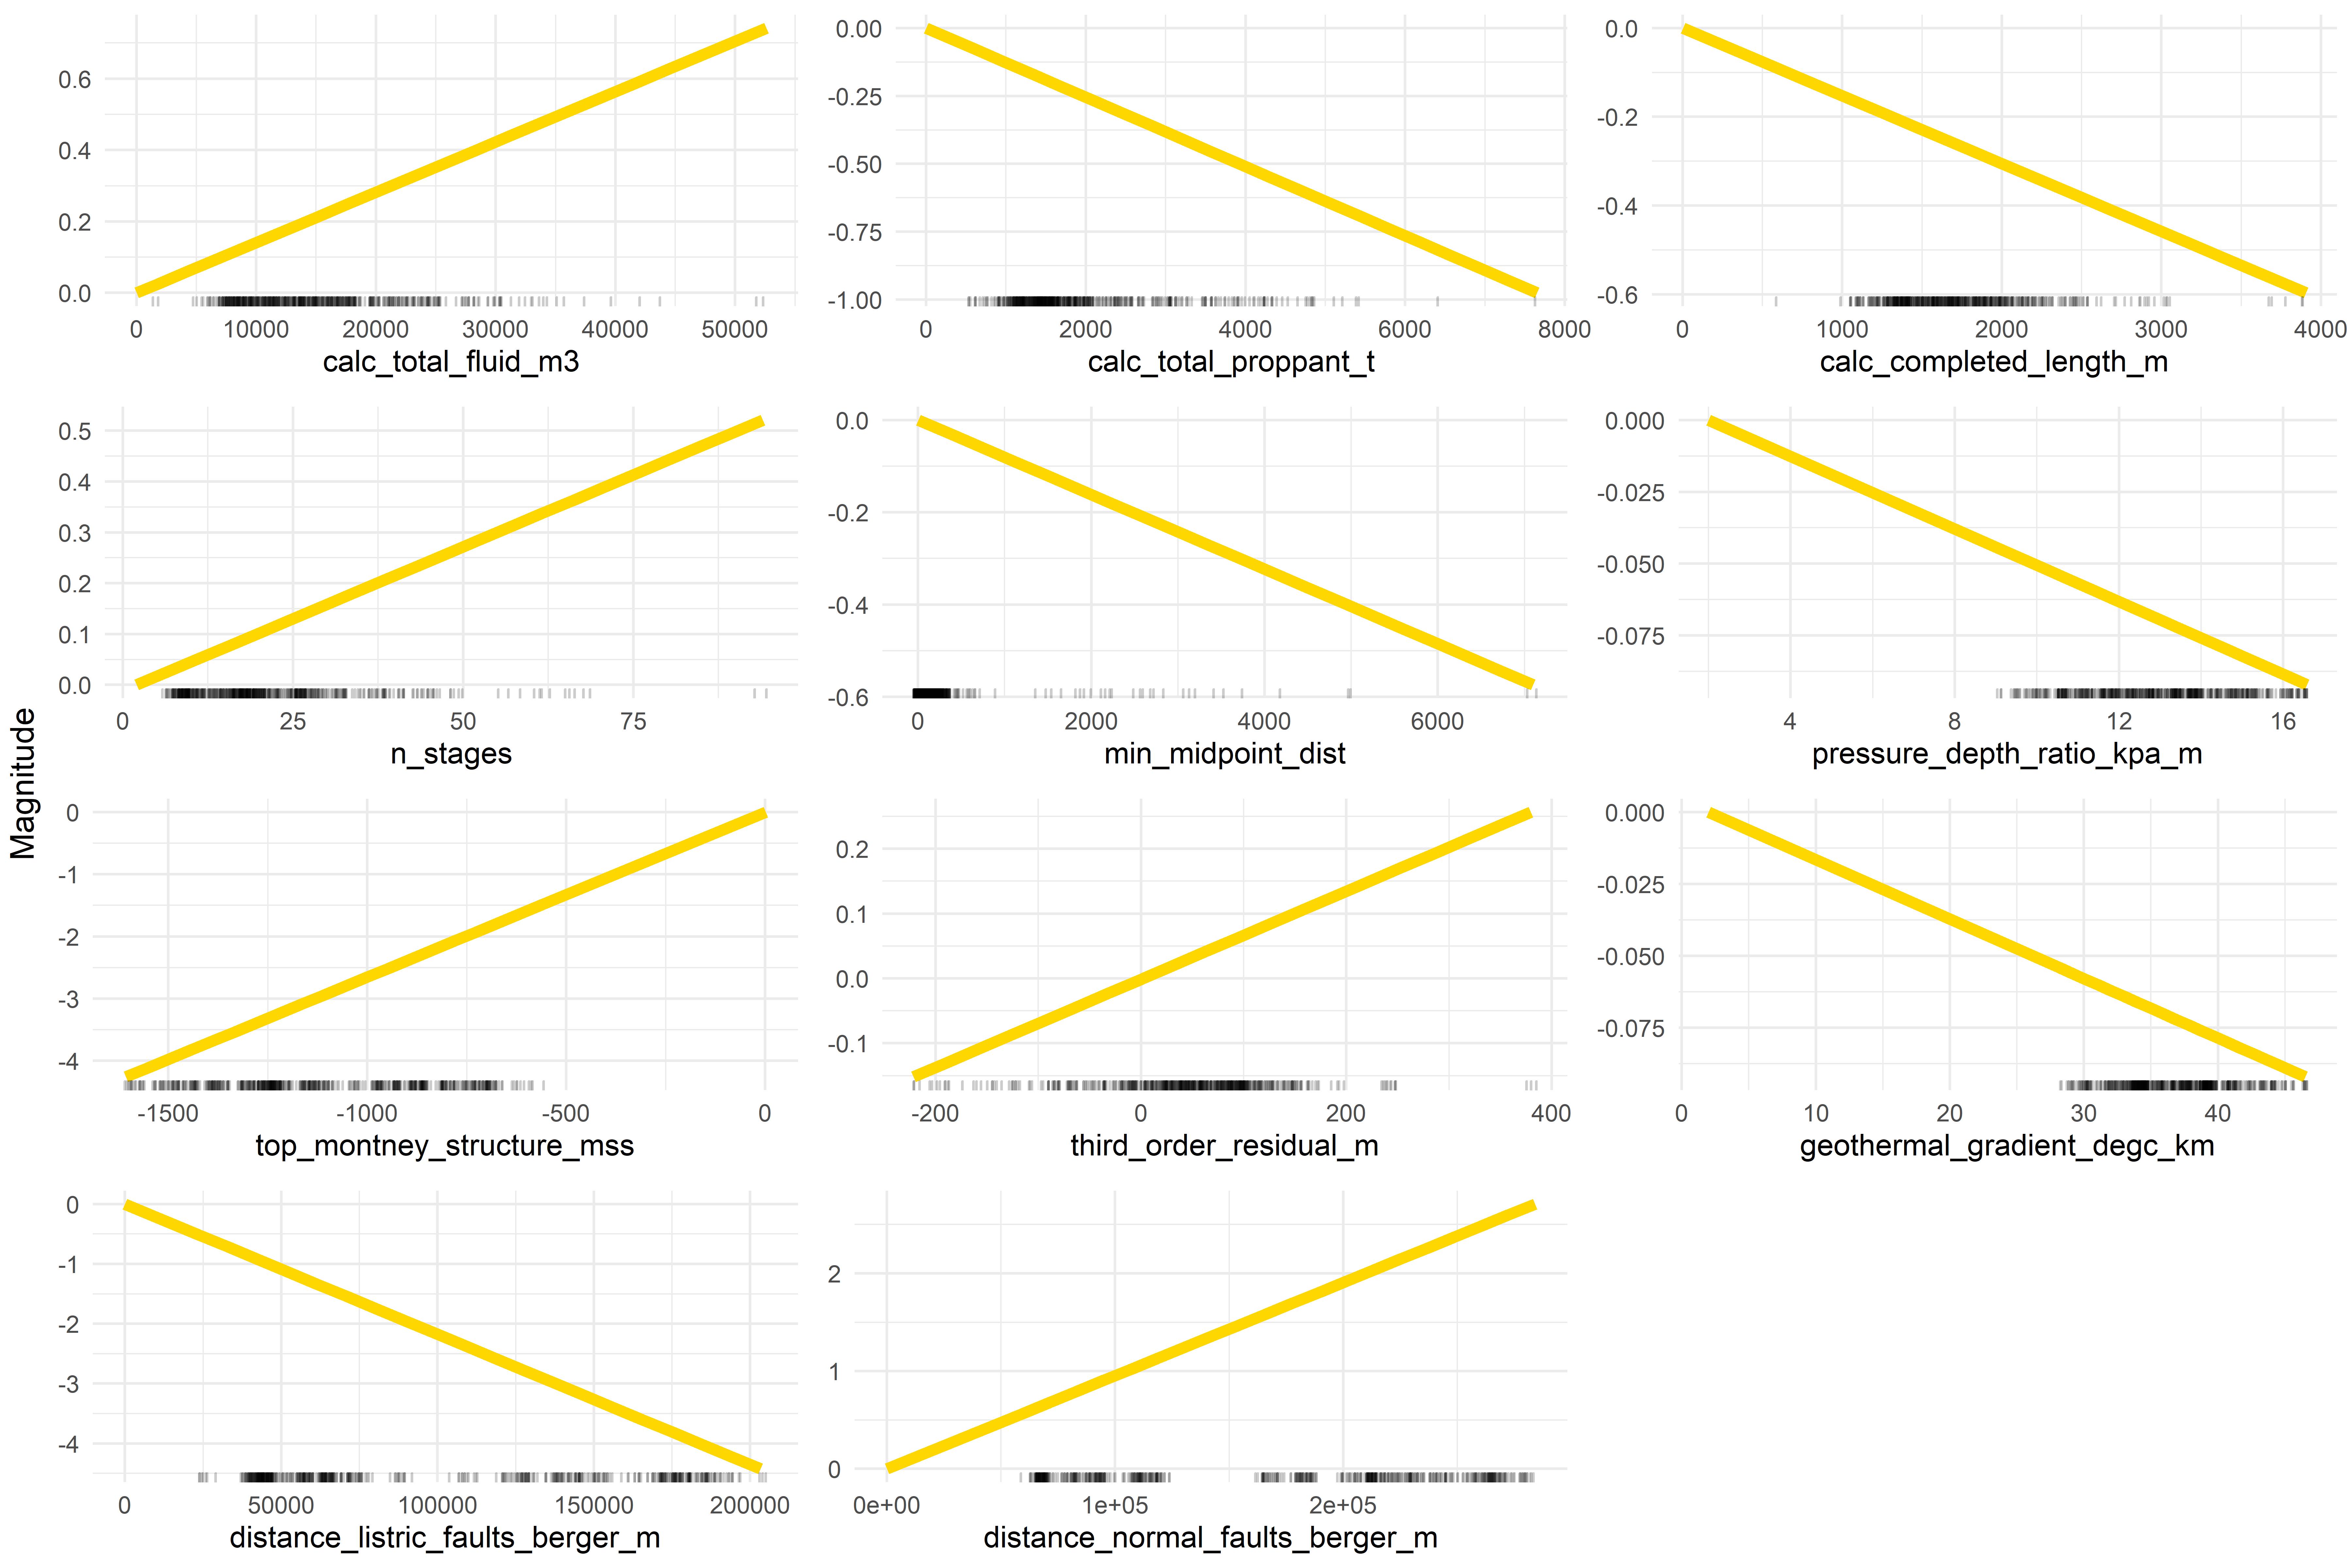 Magnitude
0.6
0.4
0.2
0.0
0 10000 20000 30000 40000 50000
calc_total_fluid_m3
0.00
-0.25
-0.50
-0.75
-1.00
0 2000 4000 6000 8000
calc_total_proppant_t
0.0
-0.2
-0.4
-0.6
0 1000 2000 3000 4000
calc_completed_length_m
0.5
0.4
0.3
0.2
0.1
0.0
0 25 50 75
n_stages
0.0
-0.2
-0.4
-0.6
0 2000 4000 6000
min_midpoint_dist
0.000
-0.025
-0.050
-0.075
4 8 12 16
pressure_depth_ratio_kpa_m
0
-1
-2
-3
-4
-1500 -1000 -500 0
top_montney_structure_mss
0.2
0.1
0.0
-0.1
-200 0 200 400
third_order_residual_m
0.000
-0.025
-0.050
-0.075
0 10 20 30 40
geothermal_gradient_degc_km
0
-1
-2
-3
-4
0 50000 100000 150000 200000
distance_listric_faults_berger_m
2
1
0
0e+00 1e+05 2e+05
distance_normal_faults_berger_m